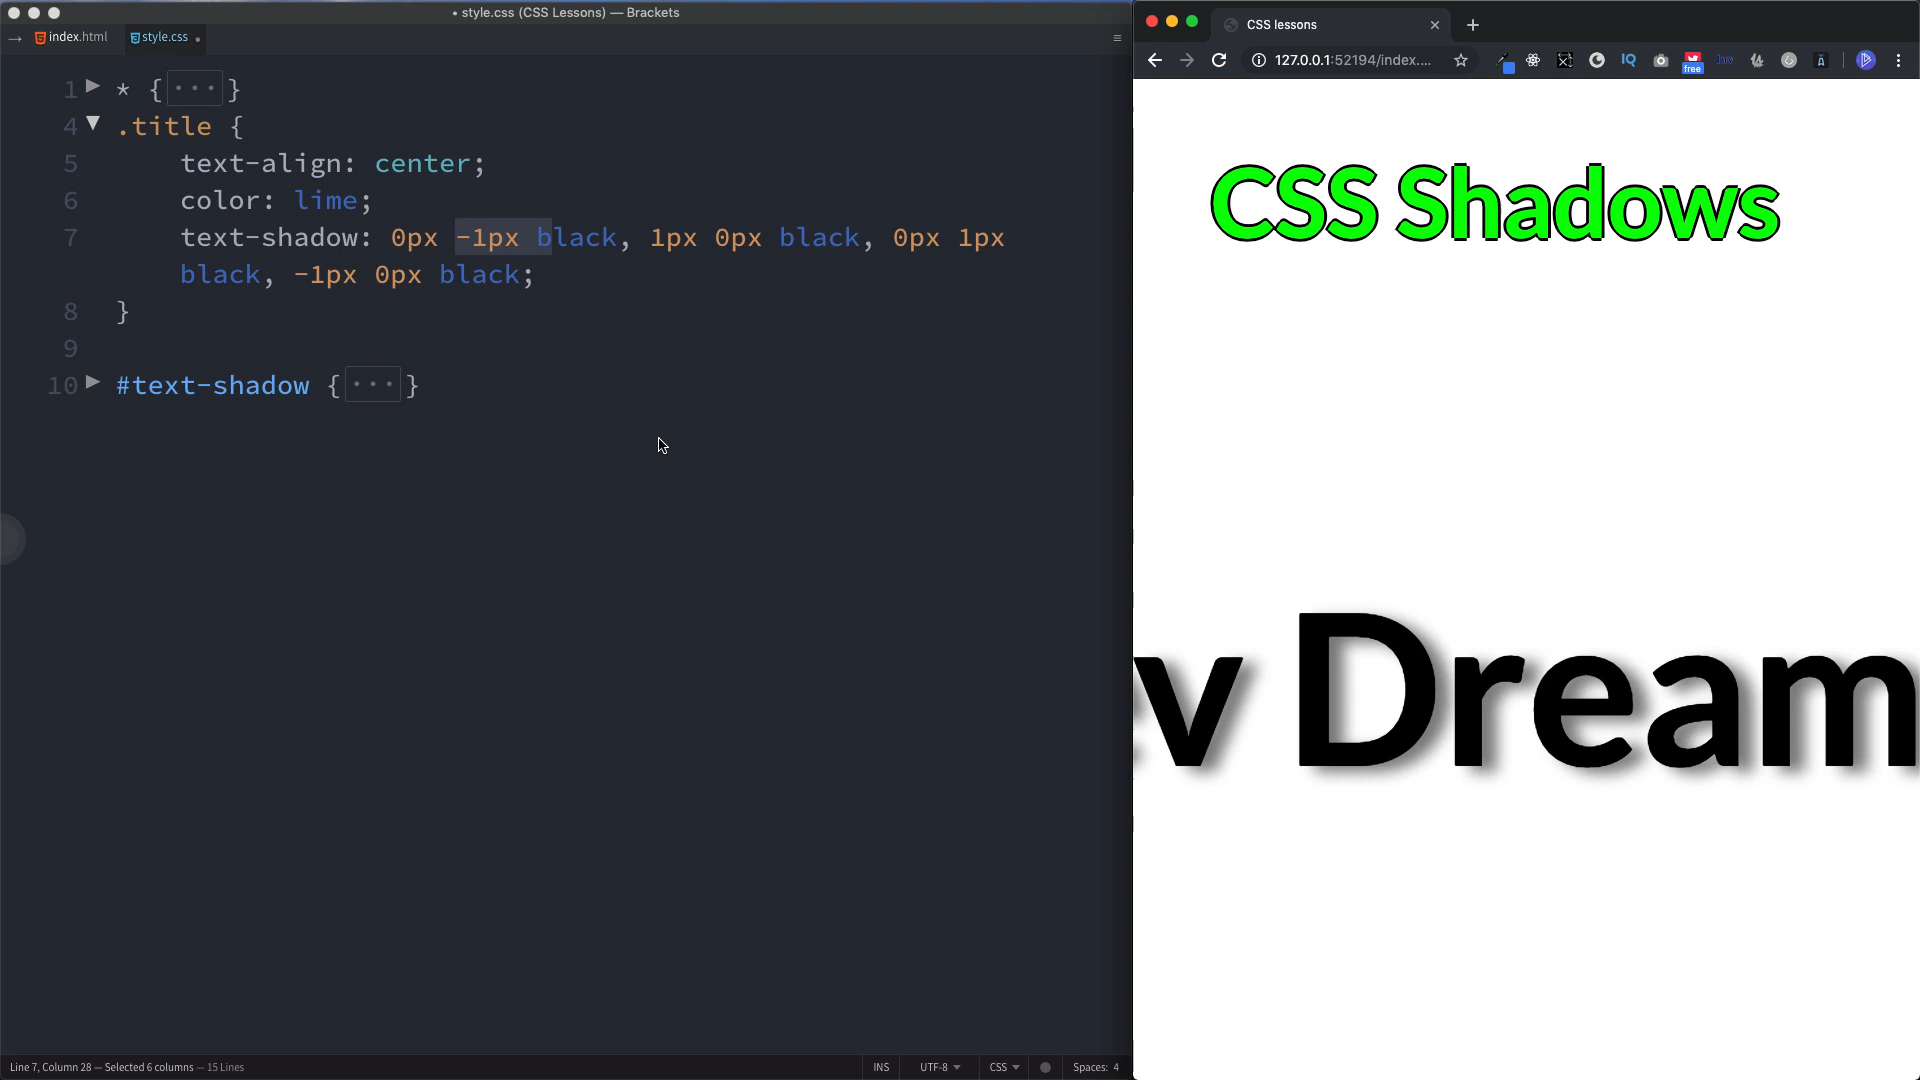 • style.css (CSS Lessons) — Brackets
index.html
style.css •
1 * {...}
4 .title {
5 text-align: center;
6 color: lime;
7 text-shadow: 0px -1px black, 1px 0px black, 0px 1px
black, -1px 0px black;
8 }
9
10 #text-shadow {...}
Line 7, Column 28 — Selected 6 columns — 15 Lines
INS
UTF-8
CSS
Spaces: 4
CSS lessons
127.0.0.1:52194/index....
IQ
free
CSS Shadows
ev Dream